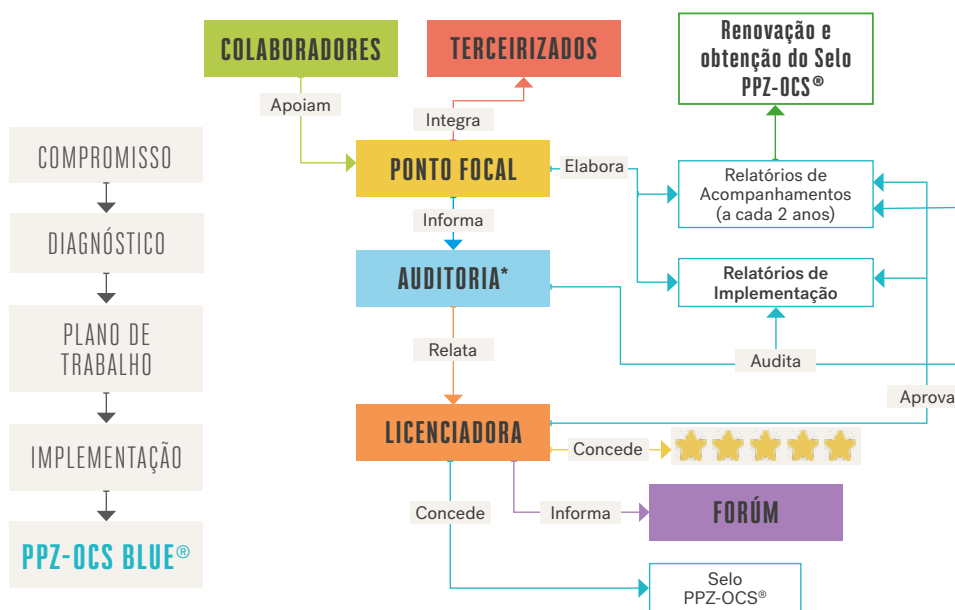 COMPROMISSO
DIAGNÓSTICO
PLANO DE
TRABALHO
IMPLEMENTAÇÃO
PPZ-OCS BLUE®
COLABORADORES
TERCEIRIZADOS
Renovação e
obtenção do Selo
PPZ-OCS®
Apoiam
Integra
PONTO FOCAL
Elabora
Relatórios de
Acompanhamentos
(a cada 2 anos)
Informa
AUDITORIA*
Relatórios de
Implementação
Relata
Audita
Aprova
LICENCIADORA
Concede
Concede
Informa
FORÚM
Selo
PPZ-OCS®